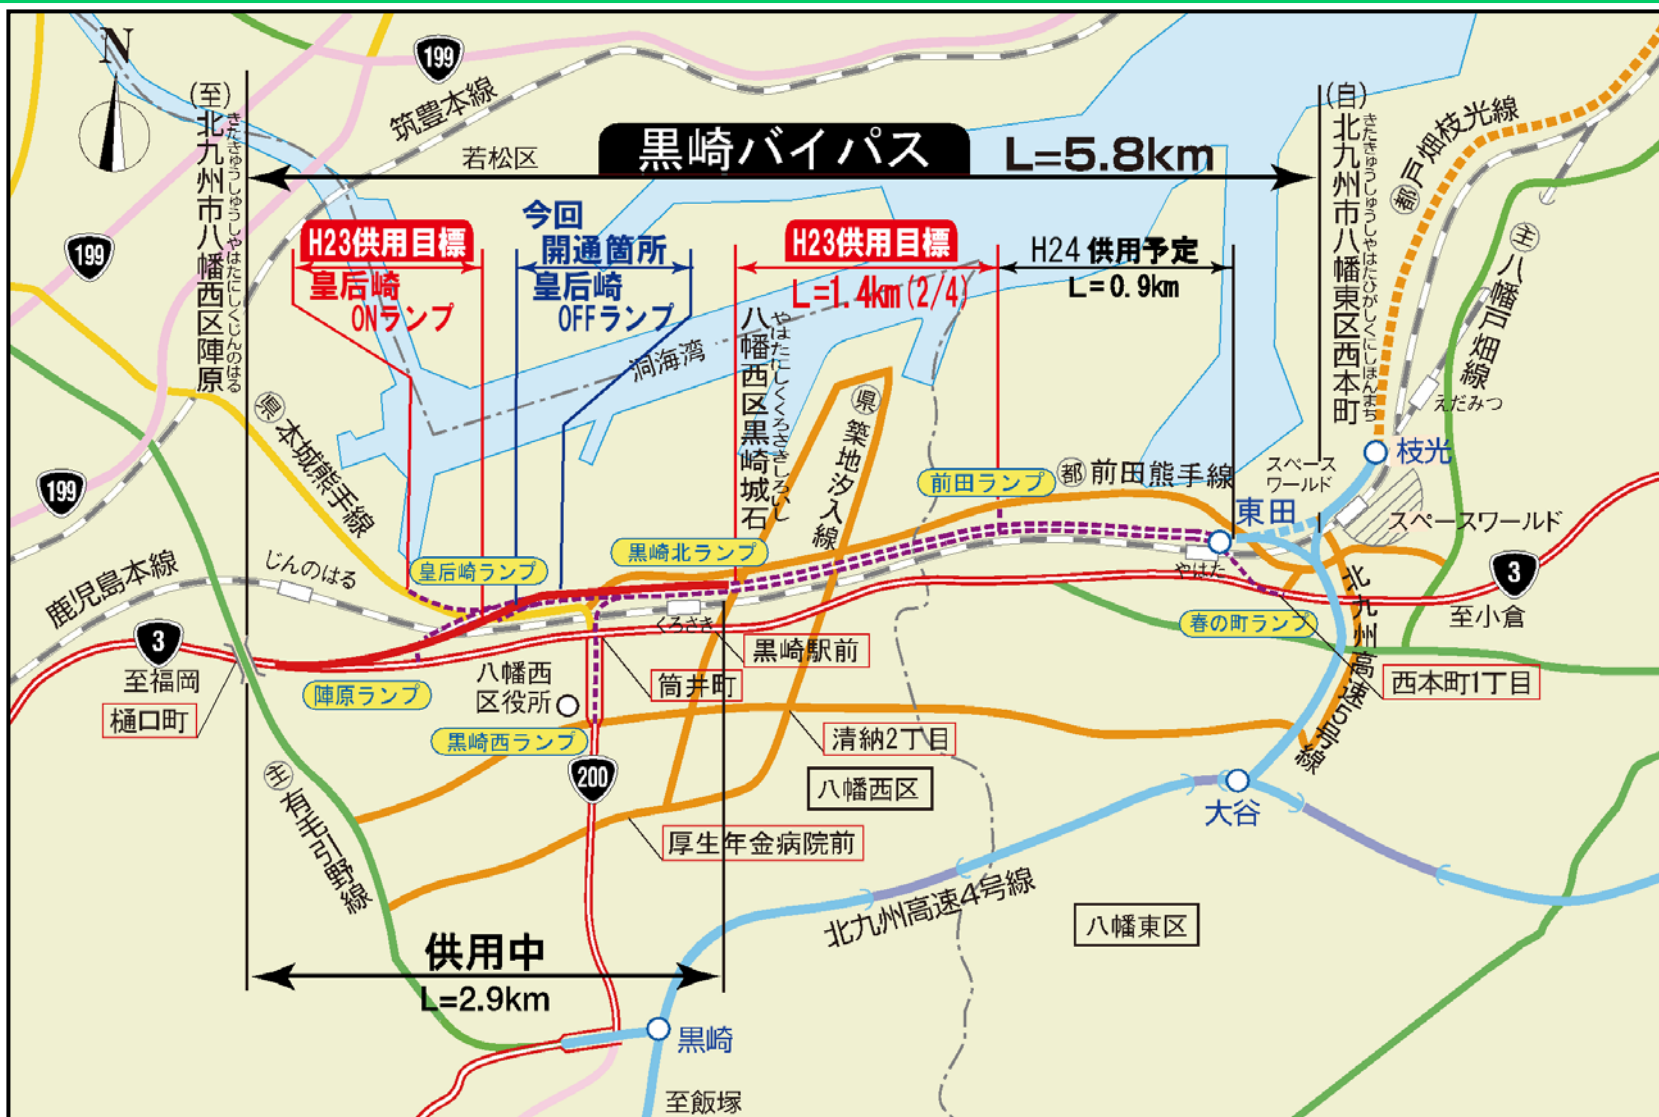 N
199
筑豊本線
若松区
黒崎バイパス
L=5.8km
(至)
北九州市八幡西区陣原
きたきゅうしゅうしやはたにしくじんのはる
(自)
北九州市八幡東区西本町
きたきゅうしゅうしやはたひがしくにしほんまち
都 戸畑枝光線
主 八幡戸畑線
199
H23供用目標
皇后崎
ONランプ
今回
開通箇所
皇后崎
OFFランプ
H23供用目標
L=1.4km(2/4)
H24 供用予定
L=0.9km
八幡西区黒崎城石
やはたにしくくろさきしろいし
洞海湾
県 本城熊手線
県 築地汐入線
えだみつ
枝光
スペース
ワールド
スペースワールド
前田ランプ
都 前田熊手線
東田
199
黒崎北ランプ
皇后崎ランプ
じんのはる
鹿児島本線
やはた
3
至小倉
くろさき
春の町ランプ
北九州高速5号線
3
至福岡
樋口町
陣原ランプ
八幡西
区役所
黒崎駅前
筒井町
西本町1丁目
黒崎西ランプ
清納2丁目
200
八幡西区
主 有毛引野線
大谷
厚生年金病院前
北九州高速4号線
八幡東区
供用中
L=2.9km
黒崎
至飯塚